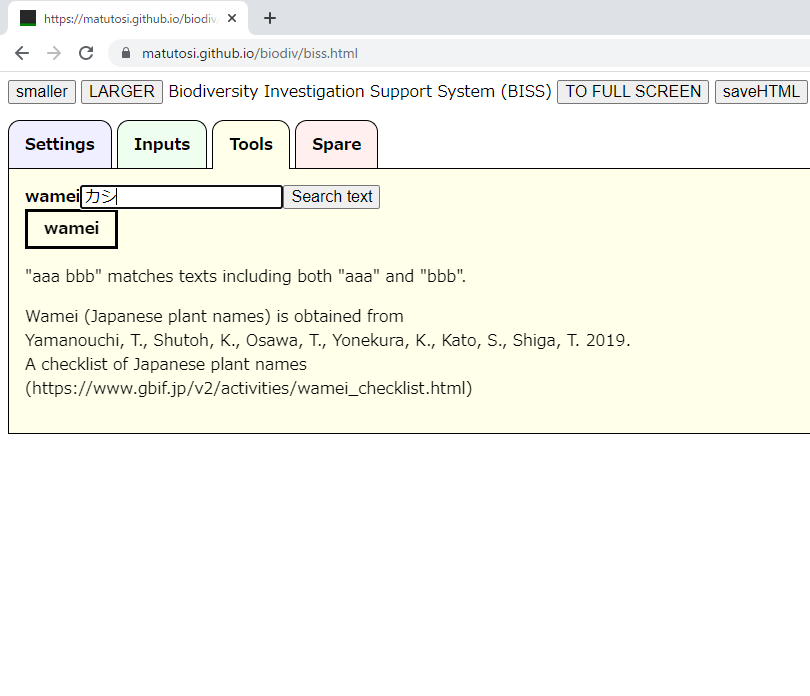 https://matutosi.github.io/biodiv
matutosi.github.io/biodiv/biss.html
smaller LARGER Biodiversity Investigation Support System (BISS) TO FULL SCREEN saveHTML
Settings Inputs Tools Spare
wamei カシ Search text
wamei
"aaa bbb" matches texts including both "aaa" and "bbb".
Wamei (Japanese plant names) is obtained from
Yamanouchi, T., Shutoh, K., Osawa, T., Yonekura, K., Kato, S., Shiga, T. 2019.
A checklist of Japanese plant names
(https://www.gbif.jp/v2/activities/wamei_checklist.html)